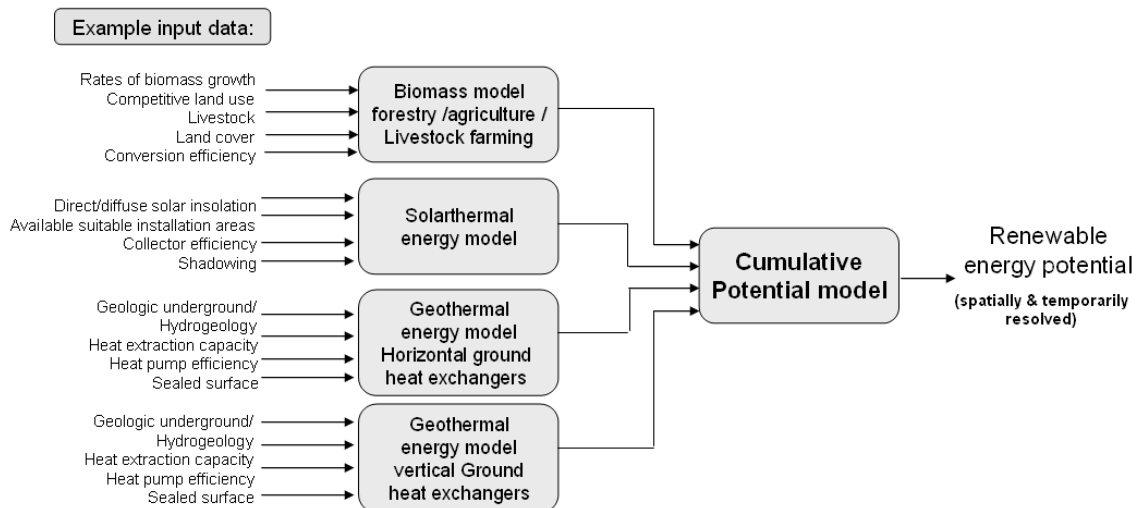 Example input data:
Rates of biomass growth
Competitive land use
Livestock
Land cover
Conversion efficiency
Biomass model
forestry /agriculture /
Livestock farming
Direct/diffuse solar insolation
Available suitable installation areas
Collector efficiency
Shadowing
Solarthermal
energy model
Geologic underground/
Hydrogeology
Heat extraction capacity
Heat pump efficiency
Sealed surface
Geothermal
energy model
Horizontal ground
heat exchangers
Geologic underground/
Hydrogeology
Heat extraction capacity
Heat pump efficiency
Sealed surface
Geothermal
energy model
vertical Ground
heat exchangers
Cumulative
Potential model
Renewable
energy potential
(spatially & temporarily
resolved)